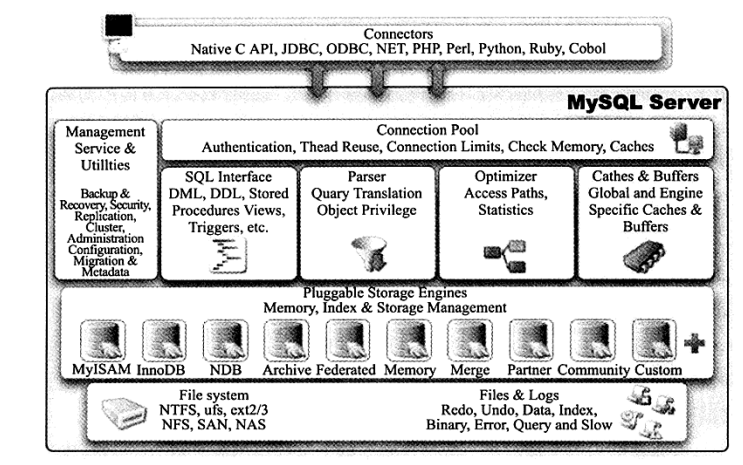 Connectors
Native C API, JDBC, ODBC, NET, PHP, Perl, Python, Ruby, Cobol
MySQL Server
Management
Service &
Utillties
Backup &
Recovery, Security,
Replication,
Cluster,
Administration
Configuration,
Migration &
Metadata
Connection Pool
Authentication, Thead Reuse, Connection Limits, Check Memory, Caches
SQL Interface
DML, DDL, Stored
Procedures Views,
Triggers, etc.
Parser
Quary Translation
Object Privilege
Optimizer
Access Paths,
Statistics
Cathes & Buffers
Global and Engine
Specific Caches &
Buffers
Pluggable Storage Engines
Memory, Index & Storage Management
MyISAM InnoDB NDB Archive Federated Memory Merge Partner Community Custom
File system
NTFS, ufs, ext2/3
NFS, SAN, NAS
Files & Logs
Redo, Undo, Data, Index,
Binary, Error, Query and Slow